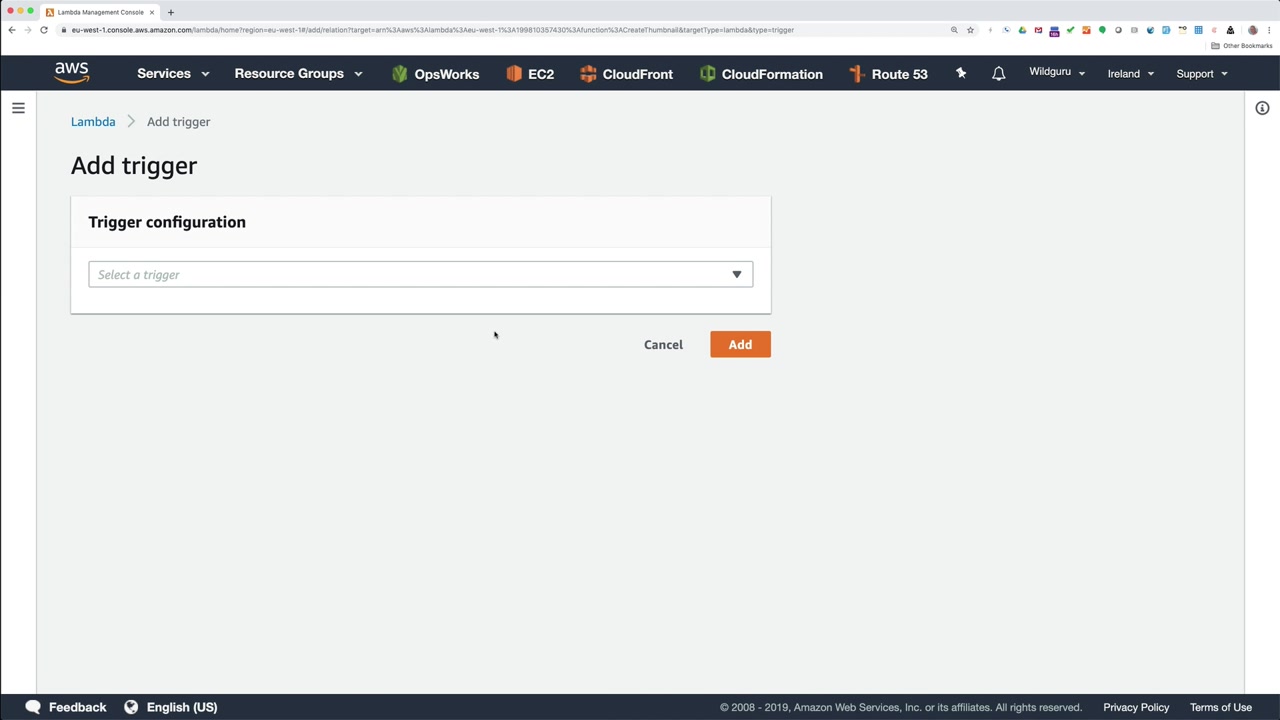 Lambda Management Console
eu-west-1.console.aws.amazon.com/lambda/home?region=eu-west-1#/add/relation?target=arn%3Aaws%3Alambda%3Aeu-west-1%3A199810357430%3Afunction%3ACreateThumbnail&targetType=lambda&type=trigger
Other Bookmarks
aws
Services
Resource Groups
OpsWorks
EC2
CloudFront
CloudFormation
Route 53
Wildguru
Ireland
Support
Lambda > Add trigger
Add trigger
Trigger configuration
Select a trigger
Cancel
Add
Feedback
English (US)
© 2008 - 2019, Amazon Web Services, Inc. or its affiliates. All rights reserved.
Privacy Policy
Terms of Use